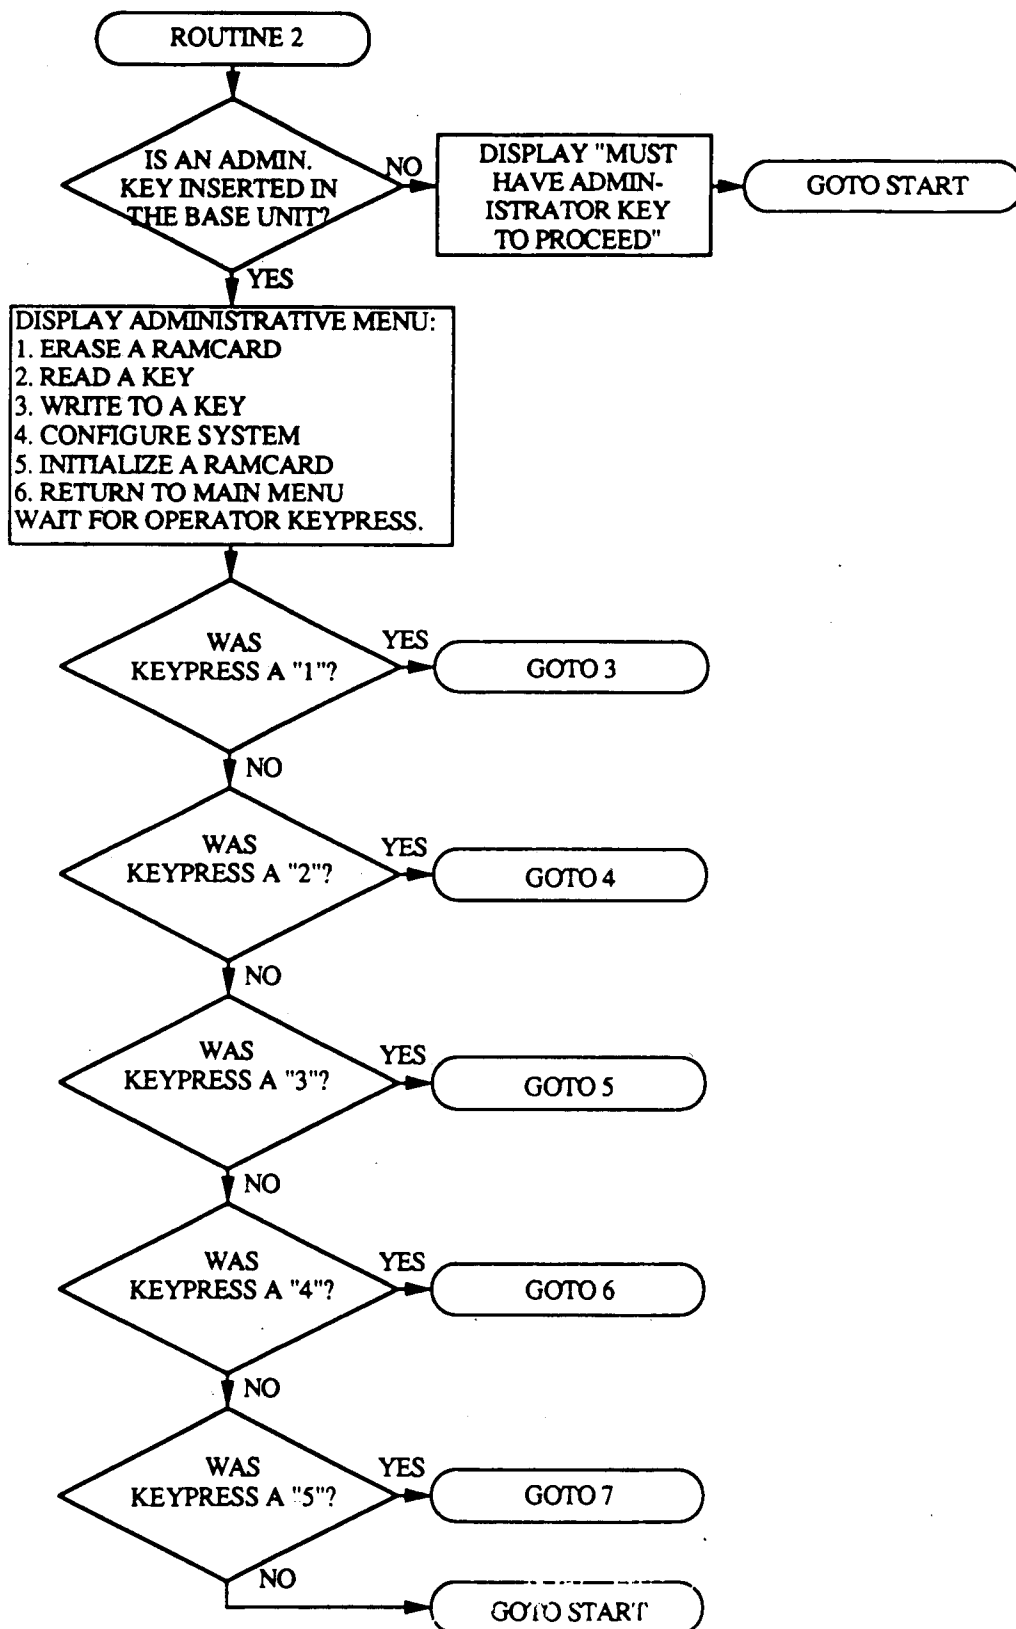 ROUTINE 2
IS AN ADMIN.
KEY INSERTED IN
THE BASE UNIT?
NO
DISPLAY "MUST
HAVE ADMIN-
ISTRATOR KEY
TO PROCEED"
GOTO START
YES
DISPLAY ADMINISTRATIVE MENU:
1. ERASE A RAMCARD
2. READ A KEY
3. WRITE TO A KEY
4. CONFIGURE SYSTEM
5. INITIALIZE A RAMCARD
6. RETURN TO MAIN MENU
WAIT FOR OPERATOR KEYPRESS.
WAS
KEYPRESS A "1"?
YES
GOTO 3
NO
WAS
KEYPRESS A "2"?
YES
GOTO 4
NO
WAS
KEYPRESS A "3"?
YES
GOTO 5
NO
WAS
KEYPRESS A "4"?
YES
GOTO 6
NO
WAS
KEYPRESS A "5"?
YES
GOTO 7
NO
GOTO START